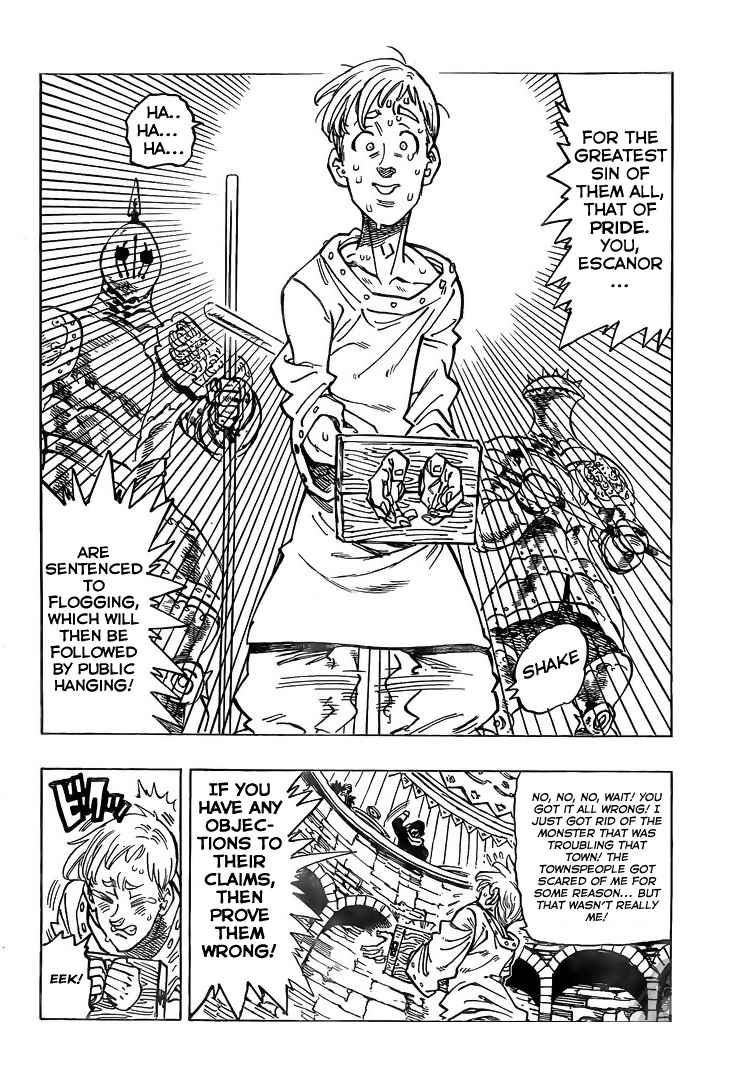 FOR THE
GREATEST
SIN OF
THEM ALL,
THAT OF
PRIDE.
YOU,
ESCANOR
...
HA..
HA...
HA...
ARE
SENTENCED
TO
FLOGGING,
WHICH WILL
THEN BE
FOLLOWED
BY PUBLIC
HANGING!
SHAKE
NO, NO, NO, WAIT! YOU
GOT IT ALL WRONG! I
JUST GOT RID OF THE
MONSTER THAT WAS
TROUBLING THAT
TOWN! THE
TOWNSPEOPLE GOT
SCARED OF ME FOR
SOME REASON... BUT
THAT WASN'T REALLY
ME!
IF YOU
HAVE ANY
OBJEC-
TIONS TO
THEIR
CLAIMS,
THEN
PROVE
THEM
WRONG!
ビクッ
EEK!